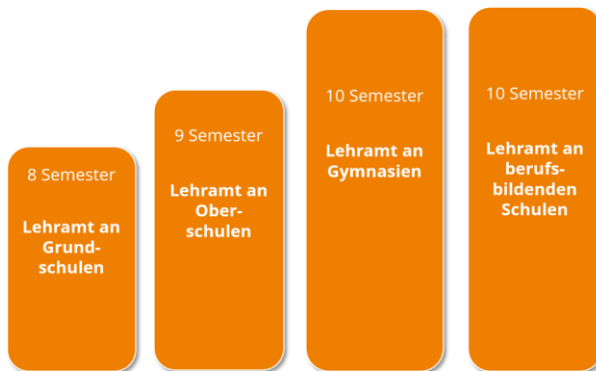 8 Semester
Lehramt an
Grund-
schulen
9 Semester
Lehramt an
Ober-
schulen
10 Semester
Lehramt an
Gymnasien
10 Semester
Lehramt an
berufs-
bildenden
Schulen